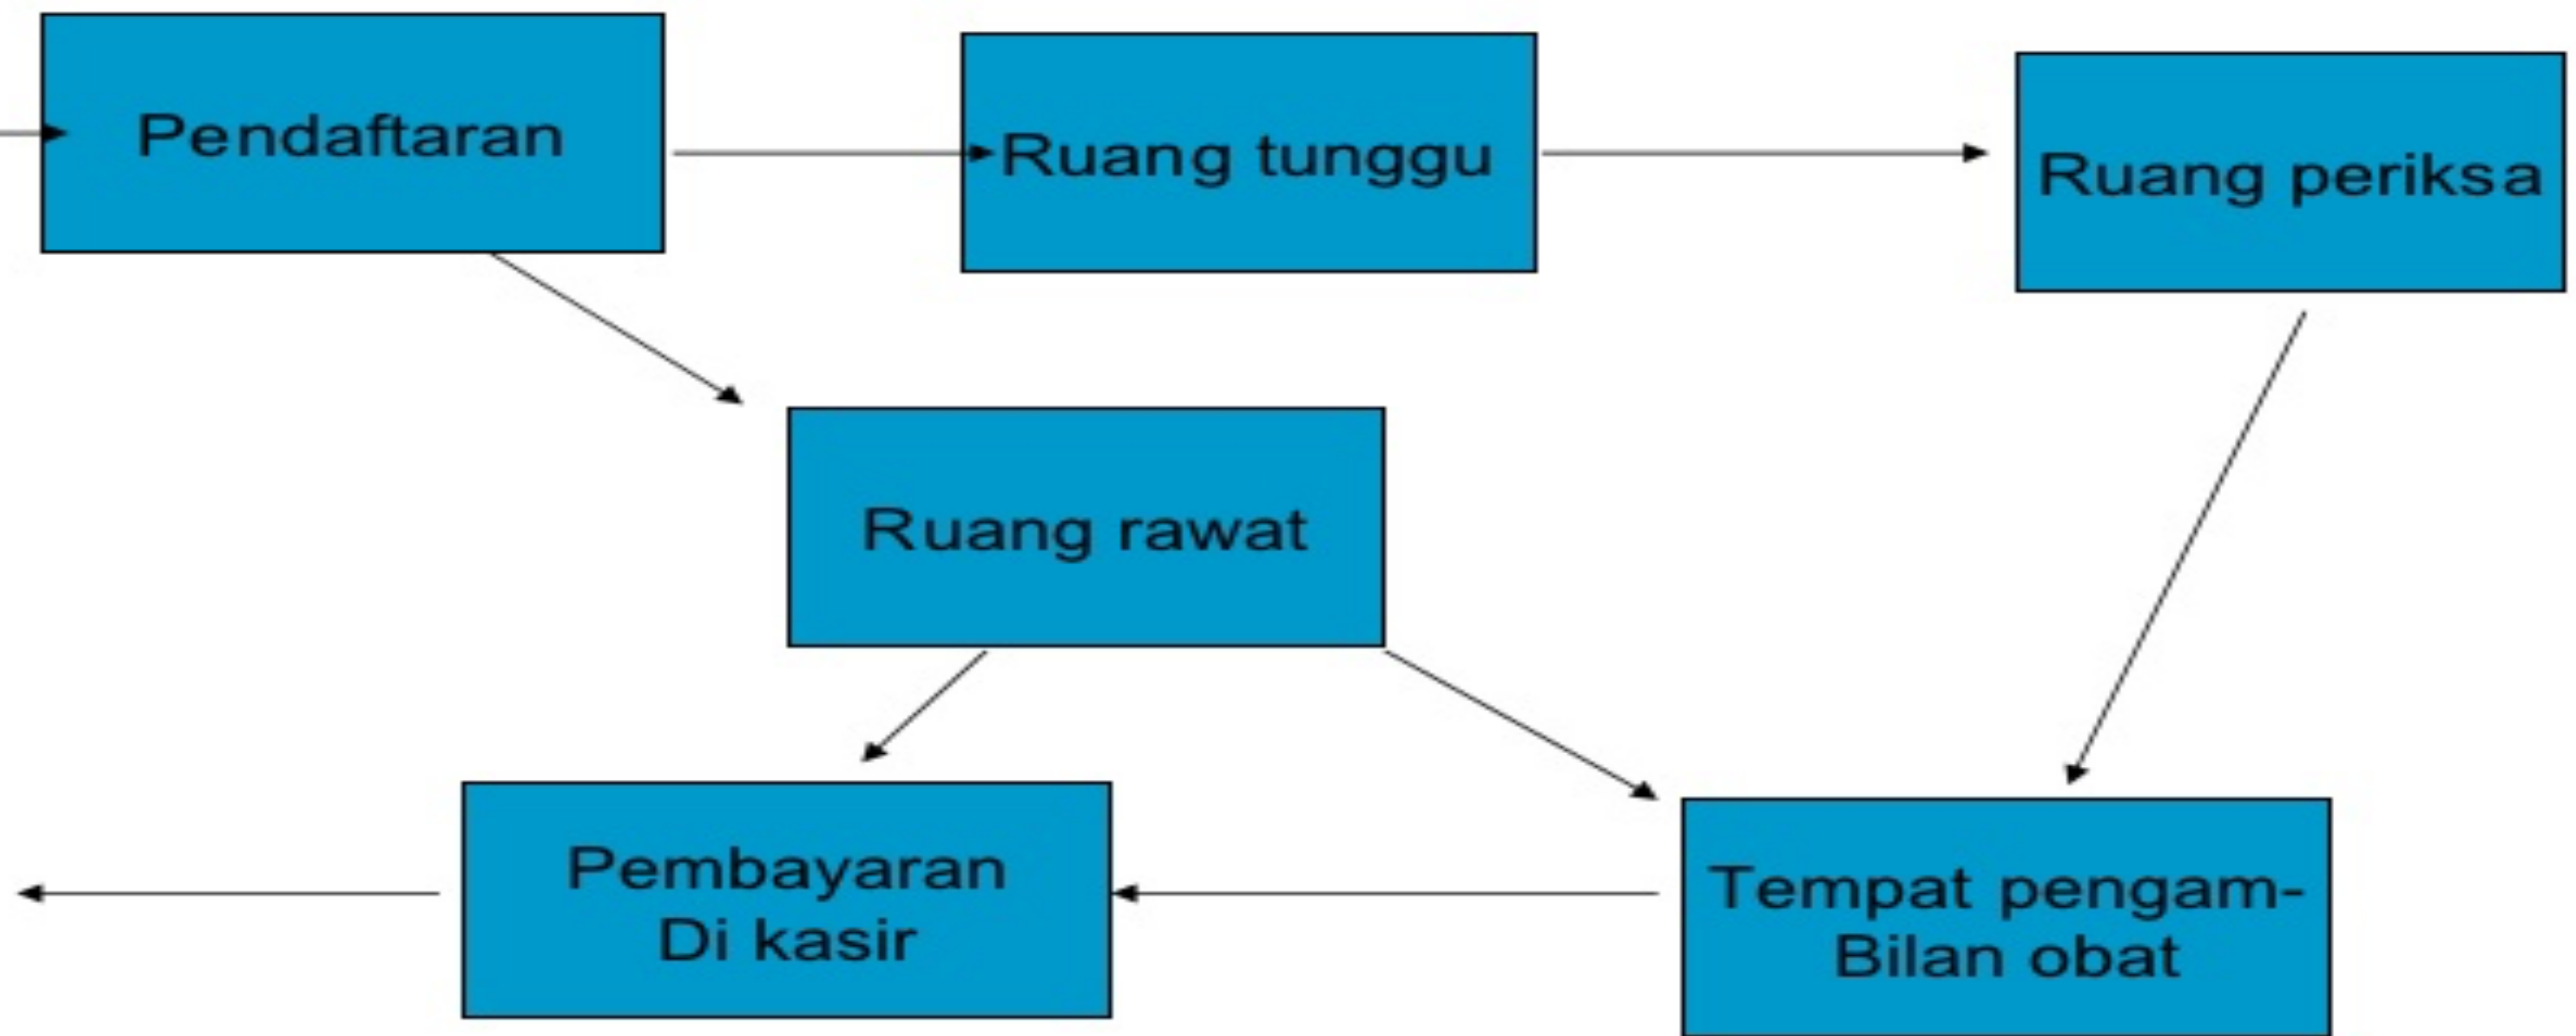 Pendaftaran
Ruang tunggu
Ruang periksa
Ruang rawat
Pembayaran
Di kasir
Tempat pengam-
Bilan obat